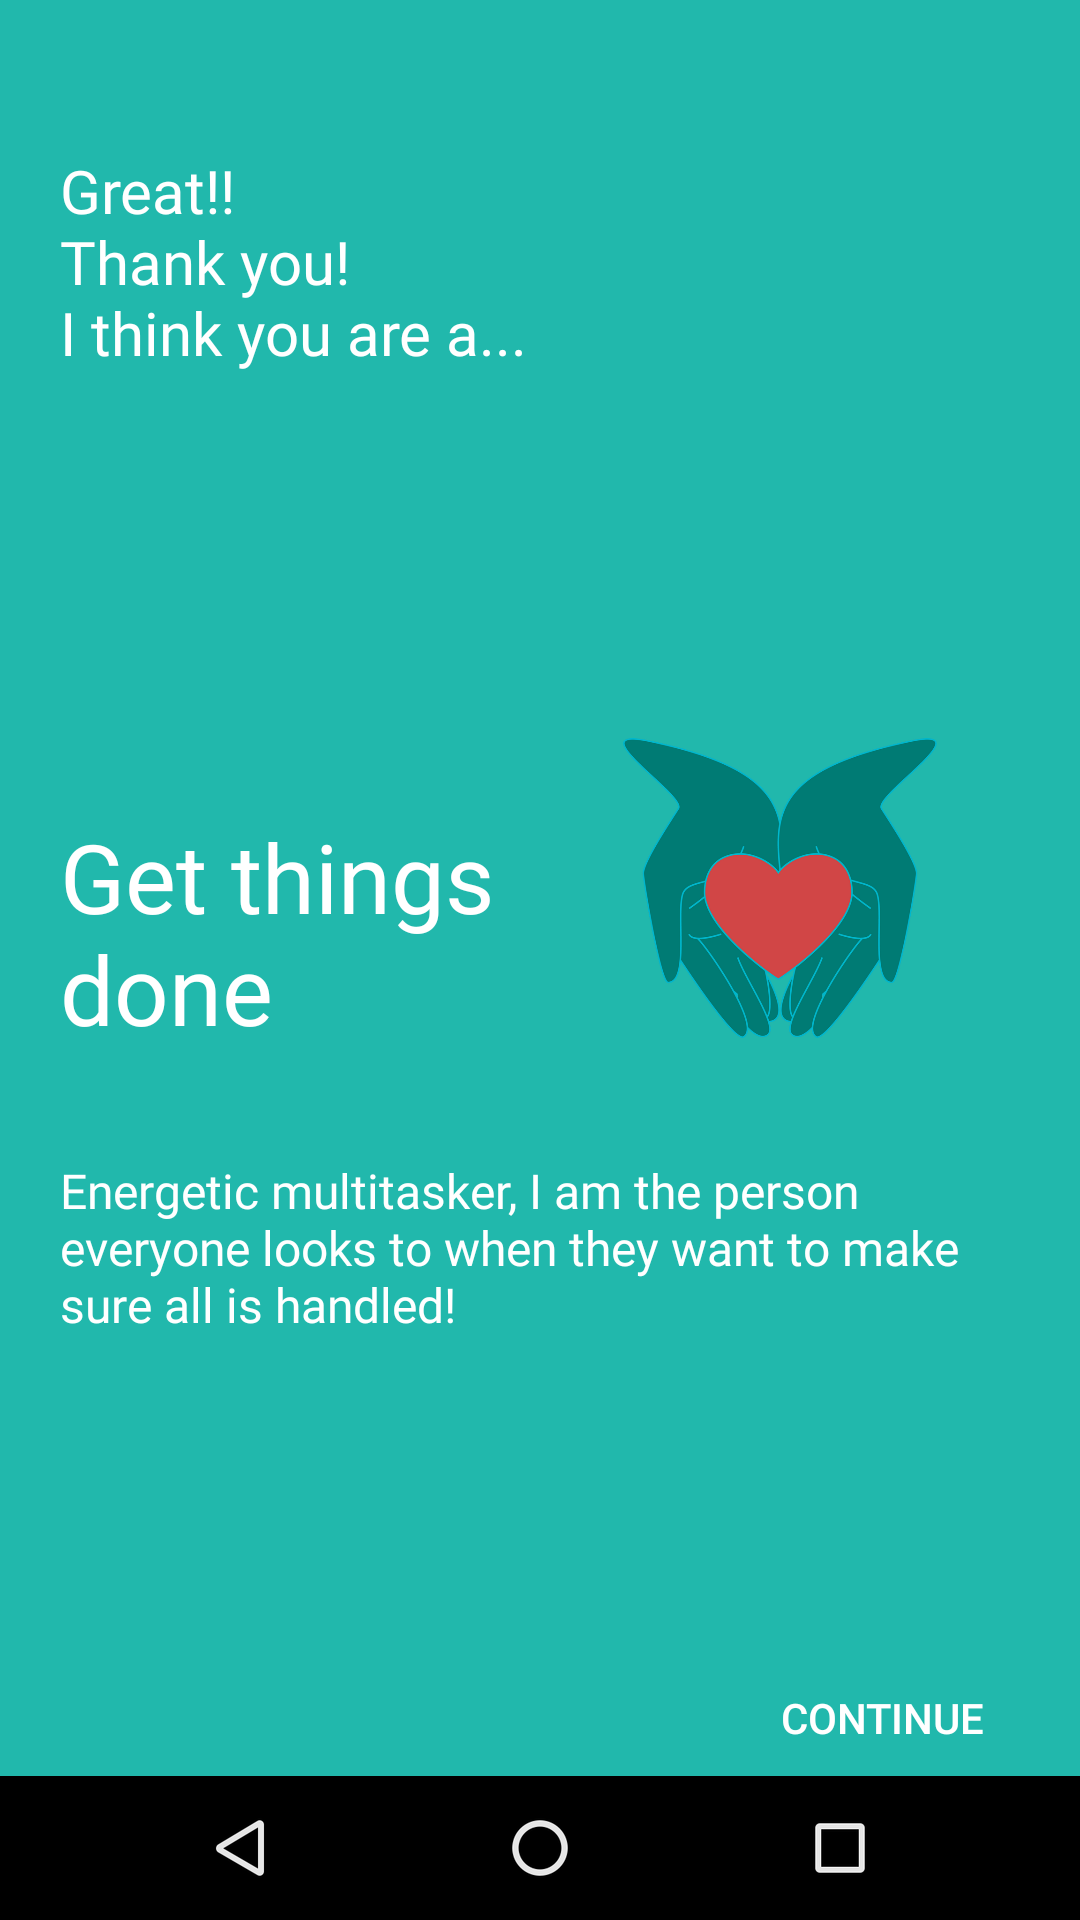 Great!!
Thank you!
I think you are a...
Get things
done
Energetic multitasker, I am the person
everyone looks to when they want to make
sure all is handled!
CONTINUE